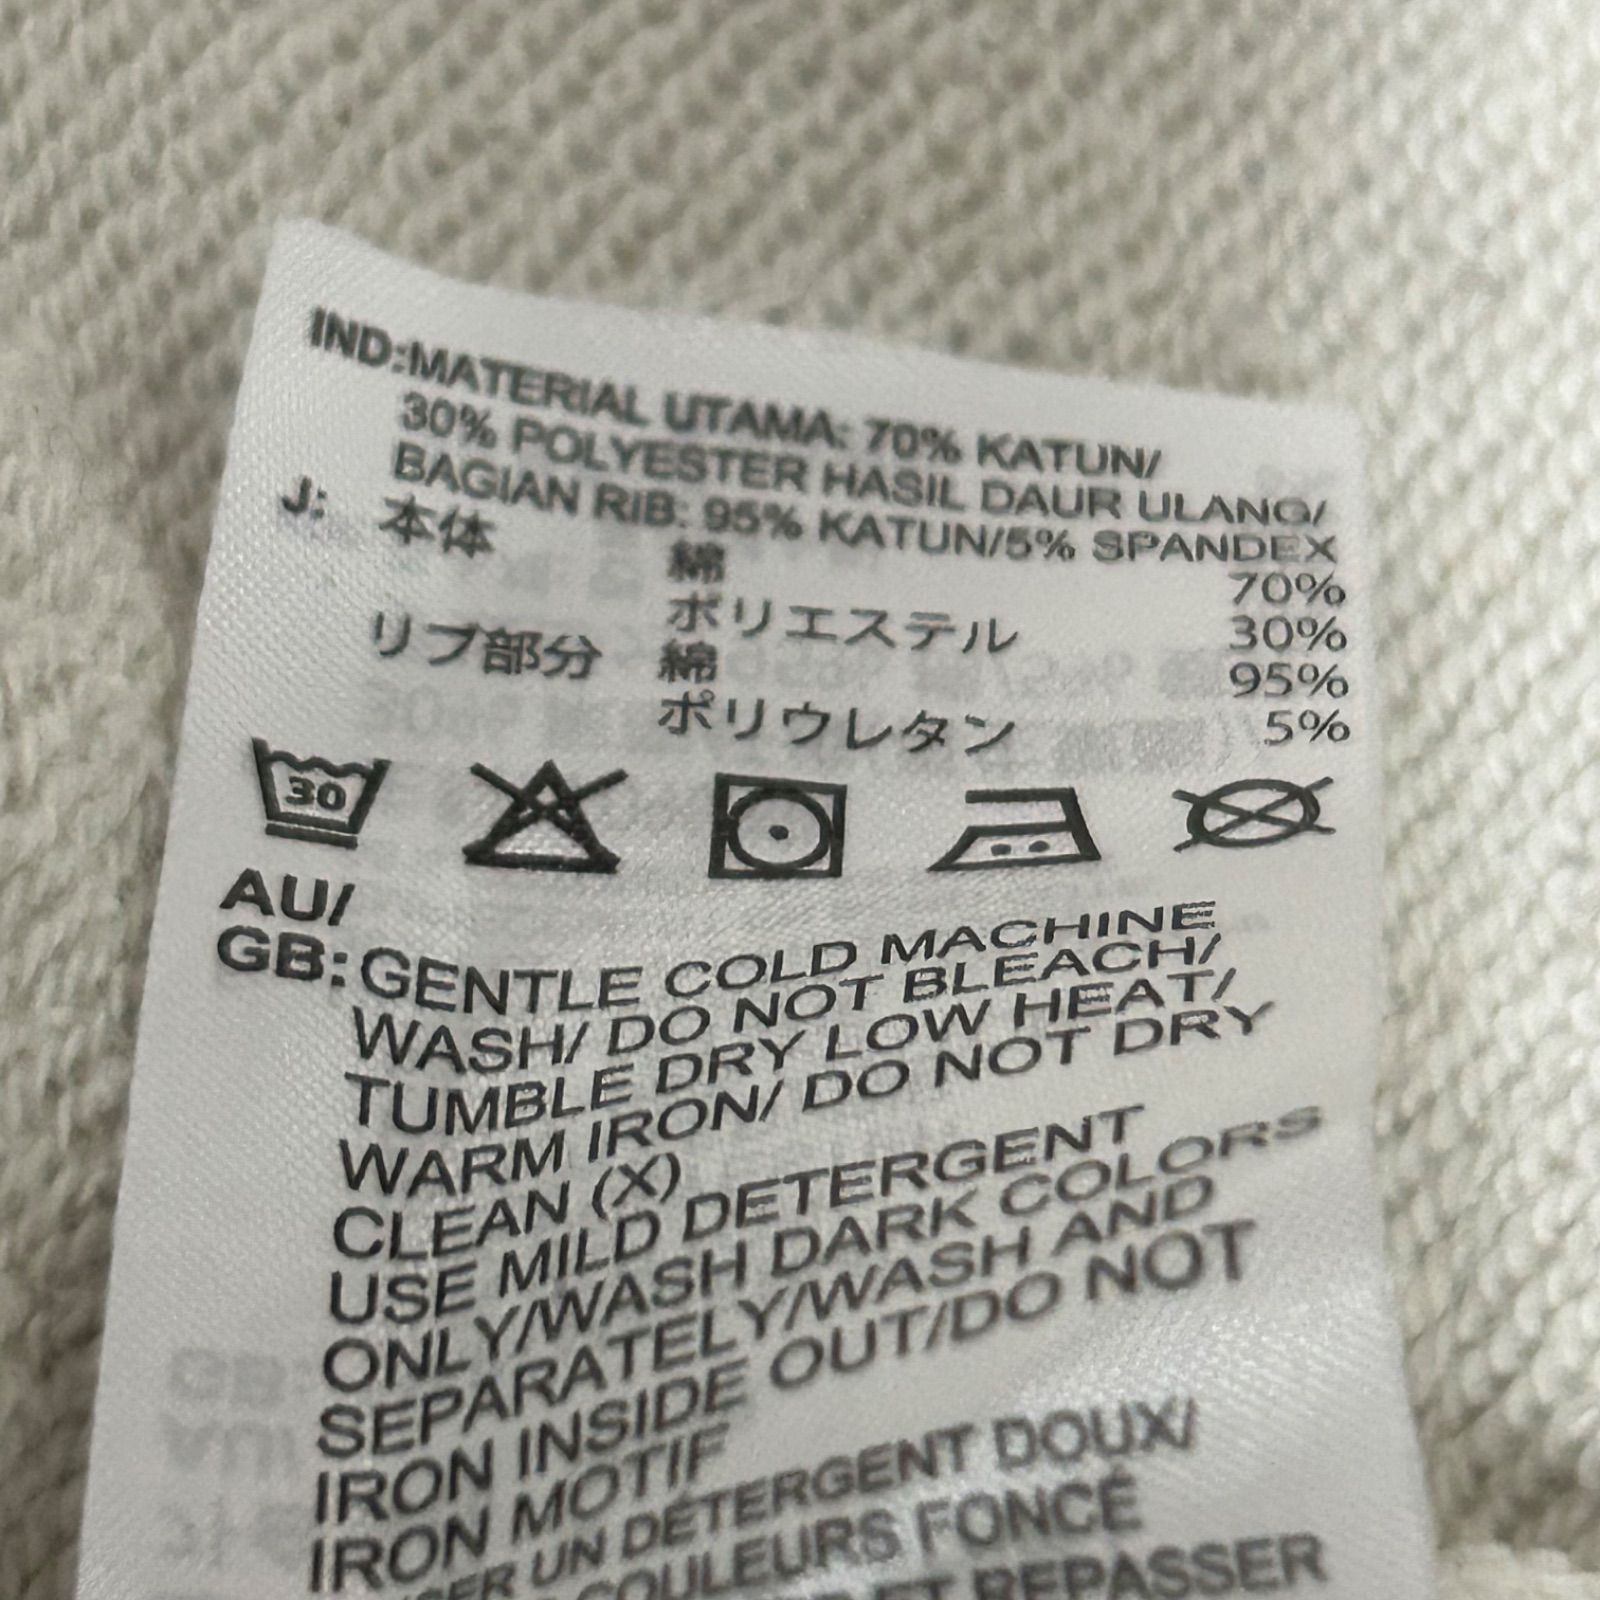 IND:MATERIAL UTAMA: 70% KATUN/
30% POLYESTER HASIL DAUR ULANG/
BAGIAN RIB: 95% KATUN/5% SPANDEX
J: 本体 綿 70%
ポリエステル 30%
リブ部分 綿 95%
ポリウレタン 5%
30
AU/
GB:GENTLE COLD MACHINE
WASH/ DO NOT BLEACH/
TUMBLE DRY LOW HEAT/
WARM IRON/ DO NOT DRY
CLEAN (X)
USE MILD DETERGENT
ONLY/WASH DARK COLORS
SEPARATELY/WASH AND
IRON INSIDE OUT/DO NOT
IRON MOTIF
UN DÉTERGENT DOUX/
COULEURS FONCÉ
ET REPASSER